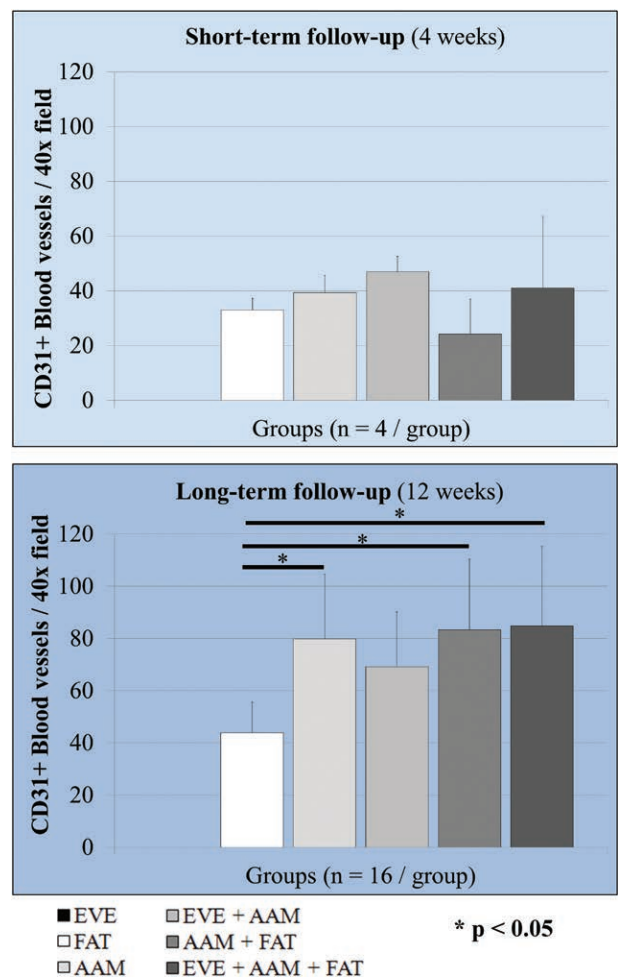 Short-term follow-up (4 weeks)
CD31+ Blood vessels / 40x field
120
100
80
60
40
20
0
Groups (n = 4 / group)
Long-term follow-up (12 weeks)
CD31+ Blood vessels / 40x field
120
100
80
60
40
20
0
*
*
*
Groups (n = 16 / group)
EVE
FAT
AAM
EVE + AAM
AAM + FAT
EVE + AAM + FAT
* p < 0.05